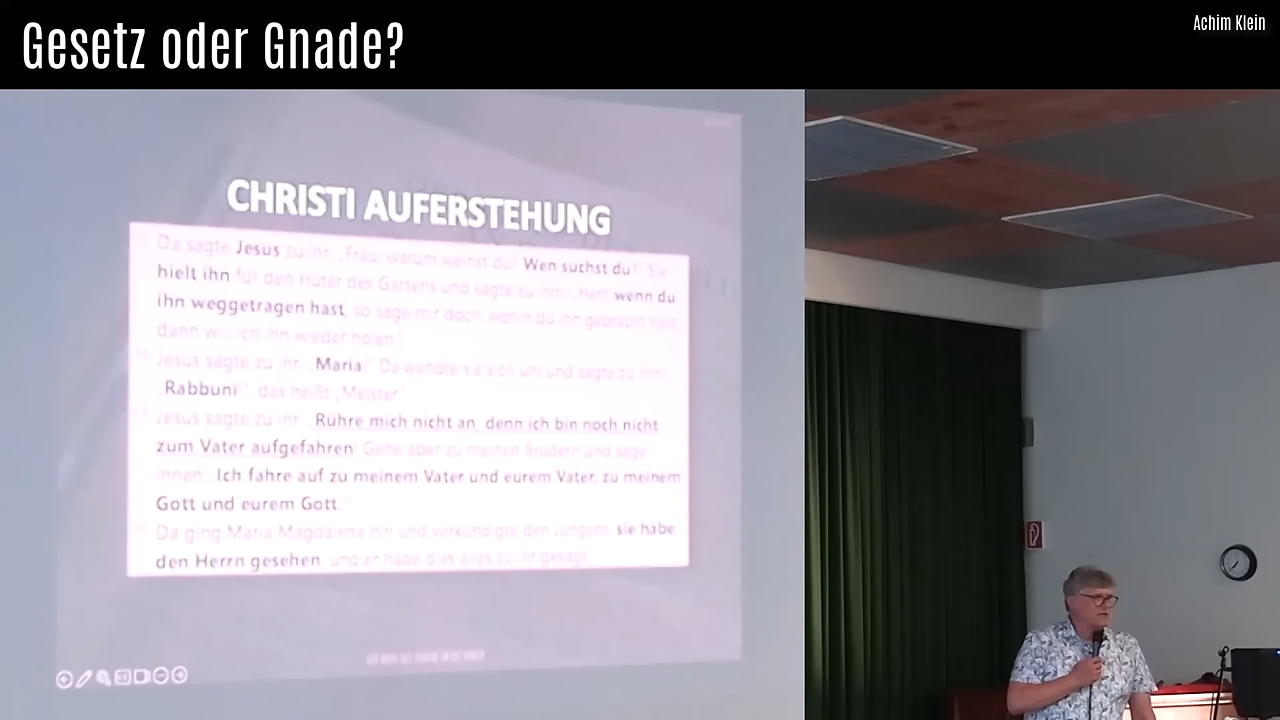 Gesetz oder Gnade?
Achim Klein
CHRISTI AUFERSTEHUNG
Da sagte Jesus zu ihr: „Frau, warum weinst du? Wen suchst du?“ Sie
hielt ihn für den Hüter des Gartens und sagte zu ihm: „Herr, wenn du
ihn weggetragen hast, so sage mir doch, wohin du ihn gebracht hast,
dann will ich ihn wieder holen.“
Jesus sagte zu ihr: „Maria!“ Da wandte sie sich um und sagte zu ihm:
„Rabbuni!“, das heißt „Meister“.
Jesus sagte zu ihr: „Rühre mich nicht an, denn ich bin noch nicht
zum Vater aufgefahren! Gehe aber zu meinen Brüdern und sage
ihnen: Ich fahre auf zu meinem Vater und eurem Vater, zu meinem
Gott und eurem Gott.“
Da ging Maria Magdalena hin und verkündigte den Jüngern, sie habe
den Herrn gesehen, und er habe dies alles zu ihr gesagt.